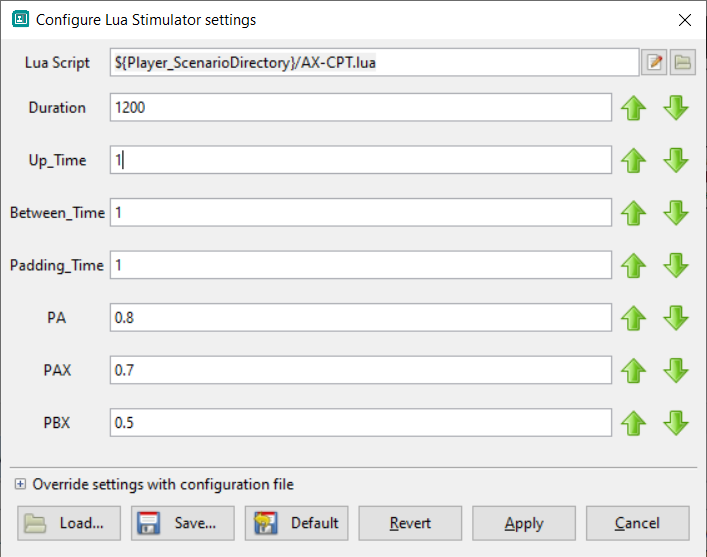 Configure Lua Stimulator settings
Lua Script ${Player_ScenarioDirectory}/AX-CPT.lua
Duration 1200
Up_Time 1
Between_Time 1
Padding_Time 1
PA 0.8
PAX 0.7
PBX 0.5
Override settings with configuration file
Load... Save... Default Revert Apply Cancel